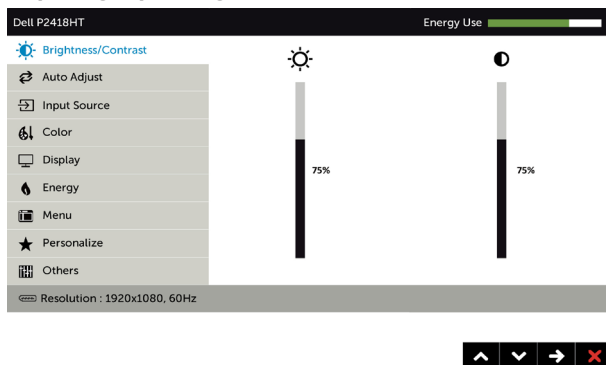 Dell P2418HT
Energy Use
Brightness/Contrast
Auto Adjust
Input Source
Color
Display
Energy
Menu
Personalize
Others
75%
75%
Resolution : 1920x1080, 60Hz